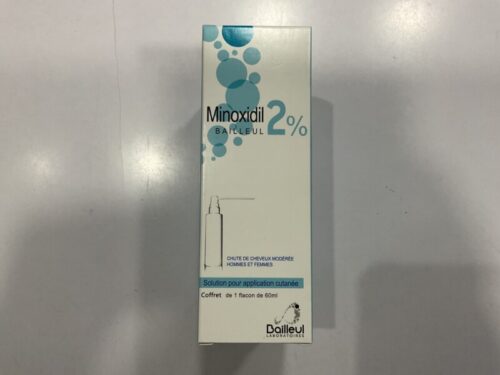 Minoxidil 2%
BAILLEUL
CHUTE DE CHEVEUX MODÉRÉE
HOMMES ET FEMMES
Solution pour application cutanée
Coffret de 1 flacon de 60ml
Bailleul
LABORATOIRES